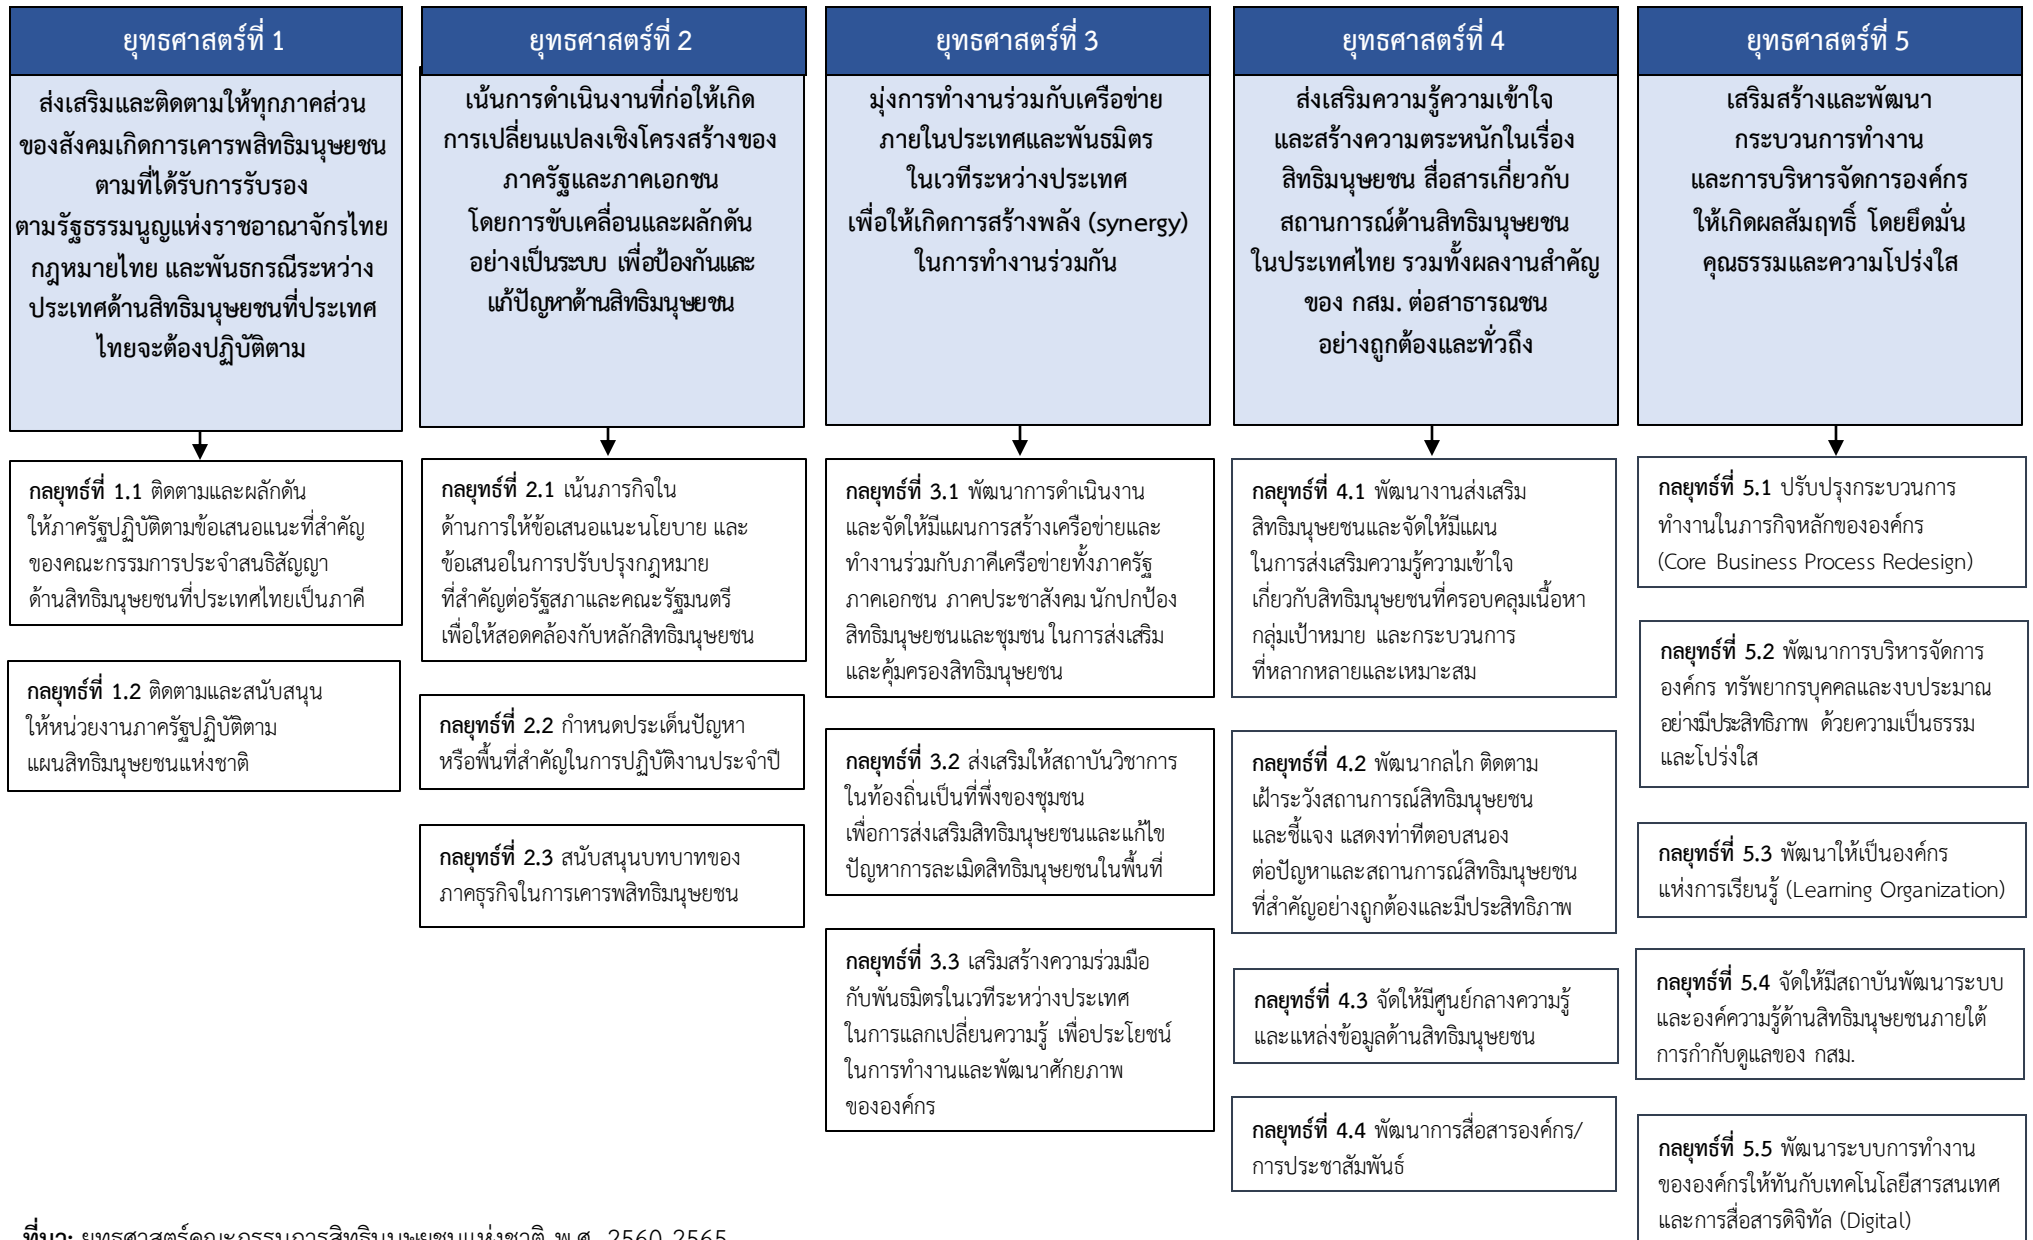 ยุทธศาสตร์ที่ 1
ส่งเสริมและติดตามให้ทุกภาคส่วน
ของสังคมเกิดการเคารพสิทธิมนุษยชน
ตามที่ได้รับการรับรอง
ตามรัฐธรรมนูญแห่งราชอาณาจักรไทย
กฎหมายไทย และพันธกรณีระหว่าง
ประเทศด้านสิทธิมนุษยชนที่ประเทศ
ไทยจะต้องปฏิบัติตาม
กลยุทธ์ที่ 1.1 ติดตามและผลักดัน
ให้ภาครัฐปฏิบัติตามข้อเสนอแนะที่สำคัญ
ของคณะกรรมการประจำสนธิสัญญา
ด้านสิทธิมนุษยชนที่ประเทศไทยเป็นภาคี
กลยุทธ์ที่ 1.2 ติดตามและสนับสนุน
ให้หน่วยงานภาครัฐปฏิบัติตาม
แผนสิทธิมนุษยชนแห่งชาติ
ยุทธศาสตร์ที่ 2
เน้นการดำเนินงานที่ก่อให้เกิด
การเปลี่ยนแปลงเชิงโครงสร้างของ
ภาครัฐและภาคเอกชน
โดยการขับเคลื่อนและผลักดัน
อย่างเป็นระบบ เพื่อป้องกันและ
แก้ปัญหาด้านสิทธิมนุษยชน
กลยุทธ์ที่ 2.1 เน้นภารกิจใน
ด้านการให้ข้อเสนอแนะนโยบาย และ
ข้อเสนอในการปรับปรุงกฎหมาย
ที่สำคัญต่อรัฐสภาและคณะรัฐมนตรี
เพื่อให้สอดคล้องกับหลักสิทธิมนุษยชน
กลยุทธ์ที่ 2.2 กำหนดประเด็นปัญหา
หรือพื้นที่สำคัญในการปฏิบัติงานประจำปี
กลยุทธ์ที่ 2.3 สนับสนุนบทบาทของ
ภาคธุรกิจในการเคารพสิทธิมนุษยชน
ยุทธศาสตร์ที่ 3
มุ่งการทำงานร่วมกับเครือข่าย
ภายในประเทศและพันธมิตร
ในเวทีระหว่างประเทศ
เพื่อให้เกิดการสร้างพลัง (synergy)
ในการทำงานร่วมกัน
กลยุทธ์ที่ 3.1 พัฒนาการดำเนินงาน
และจัดให้มีแผนการสร้างเครือข่ายและ
ทำงานร่วมกับภาคีเครือข่ายทั้งภาครัฐ
ภาคเอกชน ภาคประชาสังคม นักปกป้อง
สิทธิมนุษยชนและชุมชน ในการส่งเสริม
และคุ้มครองสิทธิมนุษยชน
กลยุทธ์ที่ 3.2 ส่งเสริมให้สถาบันวิชาการ
ในท้องถิ่นเป็นที่พึ่งของชุมชน
เพื่อการส่งเสริมสิทธิมนุษยชนและแก้ไข
ปัญหาการละเมิดสิทธิมนุษยชนในพื้นที่
กลยุทธ์ที่ 3.3 เสริมสร้างความร่วมมือ
กับพันธมิตรในเวทีระหว่างประเทศ
ในการแลกเปลี่ยนความรู้ เพื่อประโยชน์
ในการทำงานและพัฒนาศักยภาพ
ขององค์กร
ยุทธศาสตร์ที่ 4
ส่งเสริมความรู้ความเข้าใจ
และสร้างความตระหนักในเรื่อง
สิทธิมนุษยชน สื่อสารเกี่ยวกับ
สถานการณ์ด้านสิทธิมนุษยชน
ในประเทศไทย รวมทั้งผลงานสำคัญ
ของ กสม. ต่อสาธารณชน
อย่างถูกต้องและทั่วถึง
กลยุทธ์ที่ 4.1 พัฒนางานส่งเสริม
สิทธิมนุษยชนและจัดให้มีแผน
ในการส่งเสริมความรู้ความเข้าใจ
เกี่ยวกับสิทธิมนุษยชนที่ครอบคลุมเนื้อหา
กลุ่มเป้าหมาย และกระบวนการ
ที่หลากหลายและเหมาะสม
กลยุทธ์ที่ 4.2 พัฒนากลไก ติดตาม
เฝ้าระวังสถานการณ์สิทธิมนุษยชน
และชี้แจง แสดงท่าทีตอบสนอง
ต่อปัญหาและสถานการณ์สิทธิมนุษยชน
ที่สำคัญอย่างถูกต้องและมีประสิทธิภาพ
กลยุทธ์ที่ 4.3 จัดให้มีศูนย์กลางความรู้
และแหล่งข้อมูลด้านสิทธิมนุษยชน
กลยุทธ์ที่ 4.4 พัฒนาการสื่อสารองค์กร/
การประชาสัมพันธ์
ยุทธศาสตร์ที่ 5
เสริมสร้างและพัฒนา
กระบวนการทำงาน
และการบริหารจัดการองค์กร
ให้เกิดผลสัมฤทธิ์ โดยยึดมั่น
คุณธรรมและความโปร่งใส
กลยุทธ์ที่ 5.1 ปรับปรุงกระบวนการ
ทำงานในภารกิจหลักขององค์กร
(Core Business Process Redesign)
กลยุทธ์ที่ 5.2 พัฒนาการบริหารจัดการ
องค์กร ทรัพยากรบุคคลและงบประมาณ
อย่างมีประสิทธิภาพ ด้วยความเป็นธรรม
และโปร่งใส
กลยุทธ์ที่ 5.3 พัฒนาให้เป็นองค์กร
แห่งการเรียนรู้ (Learning Organization)
กลยุทธ์ที่ 5.4 จัดให้มีสถาบันพัฒนาระบบ
และองค์ความรู้ด้านสิทธิมนุษยชนภายใต้
การกำกับดูแลของ กสม.
กลยุทธ์ที่ 5.5 พัฒนาระบบการทำงาน
ขององค์กรให้ทันกับเทคโนโลยีสารสนเทศ
และการสื่อสารดิจิทัล (Digital)
ที่มา: ยุทธศาสตร์คณะกรรมการสิทธิมนุษยชนแห่งชาติ พ.ศ. 2560-2565